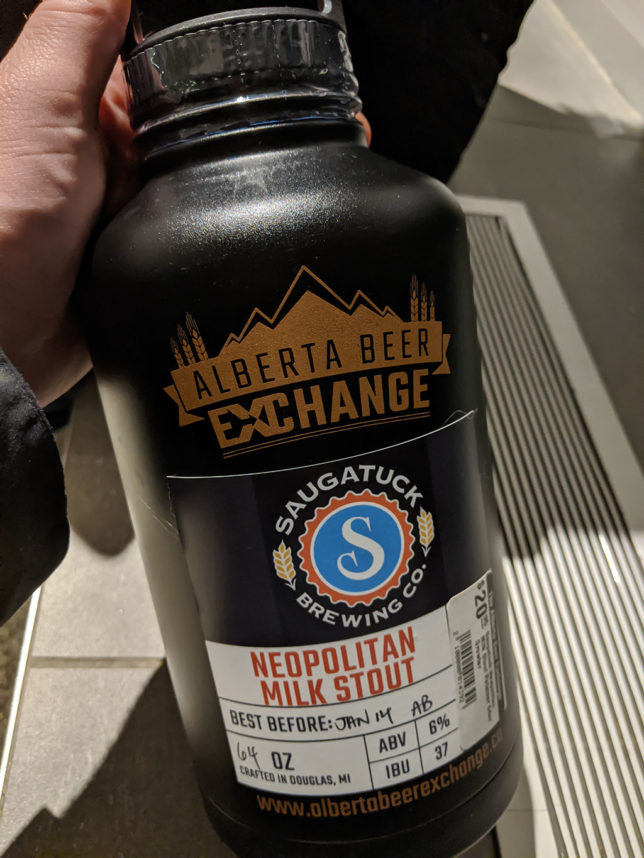 ALBERTA BEER
EXCHANGE
SAUGATUCK
S
BREWING CO.
NEOPOLITAN
MILK STOUT
BEST BEFORE: JAN 14 AB
64 OZ
CRAFTED IN DOUGLAS, MI
ABV 6%
IBU 37
$20
www.albertabeerexchange.ca